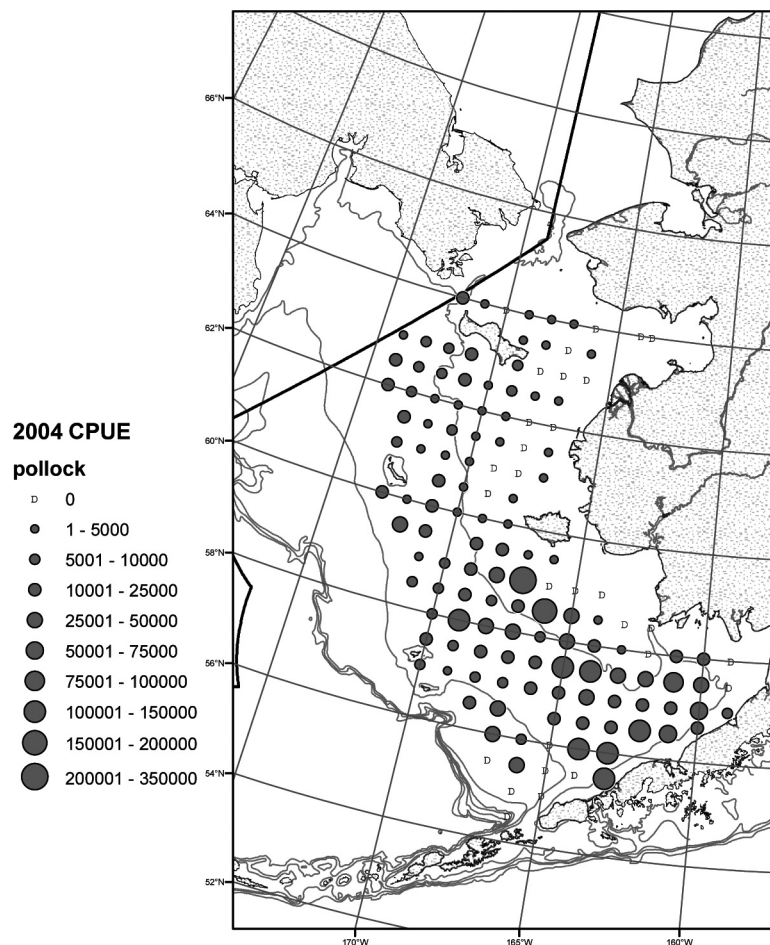 66°N
64°N
62°N
60°N
58°N
56°N
54°N
52°N
170°W
165°W
160°W
2004 CPUE
pollock
D 0
1 - 5000
5001 - 10000
10001 - 25000
25001 - 50000
50001 - 75000
75001 - 100000
100001 - 150000
150001 - 200000
200001 - 350000